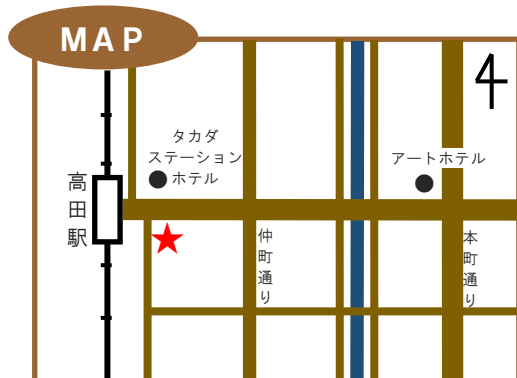 MAP
タカダ
ステーション
ホテル
アートホテル
高田駅
仲町通り
本町通り